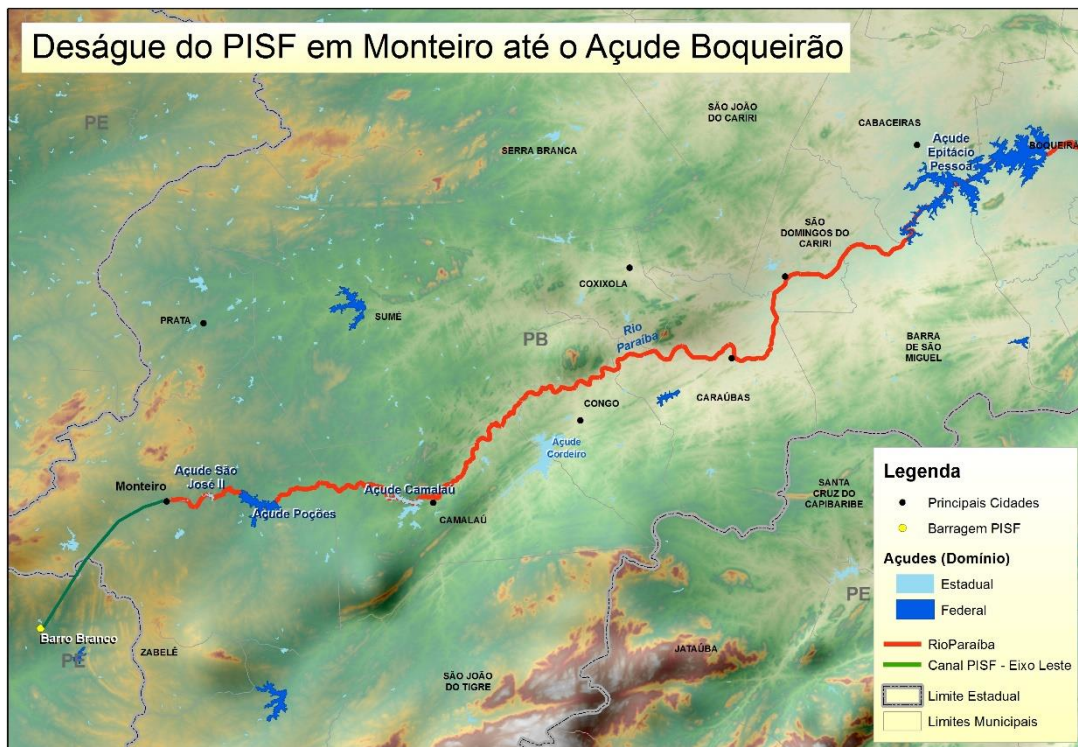 Deságue do PISF em Monteiro até o Açude Boqueirão
PE
SÃO JOÃO
DO CARIRI
CABACEIRAS
SERRA BRANCA
Açude
Epitácio
Pessoa
BOQUEIRÃ
SÃO
DOMINGOS DO
CARIRI
COXIXOLA
PRATA
SUMÉ
PB
Rio
Paraíba
BARRA
DE SÃO
MIGUEL
CARAÚBAS
CONGO
Açude
Cordeiro
Açude São
José II
Monteiro
Açude Poções
Açude Camalaú
CAMALAÚ
SANTA
CRUZ DO
CAPIBARIBE
PE
Barro Branco
PE
ZABELÊ
SÃO JOÃO
DO TIGRE
JATAÚBA
Legenda
Principais Cidades
Barragem PISF
Açudes (Domínio)
Estadual
Federal
RioParaíba
Canal PISF - Eixo Leste
Limite Estadual
Limites Municipais